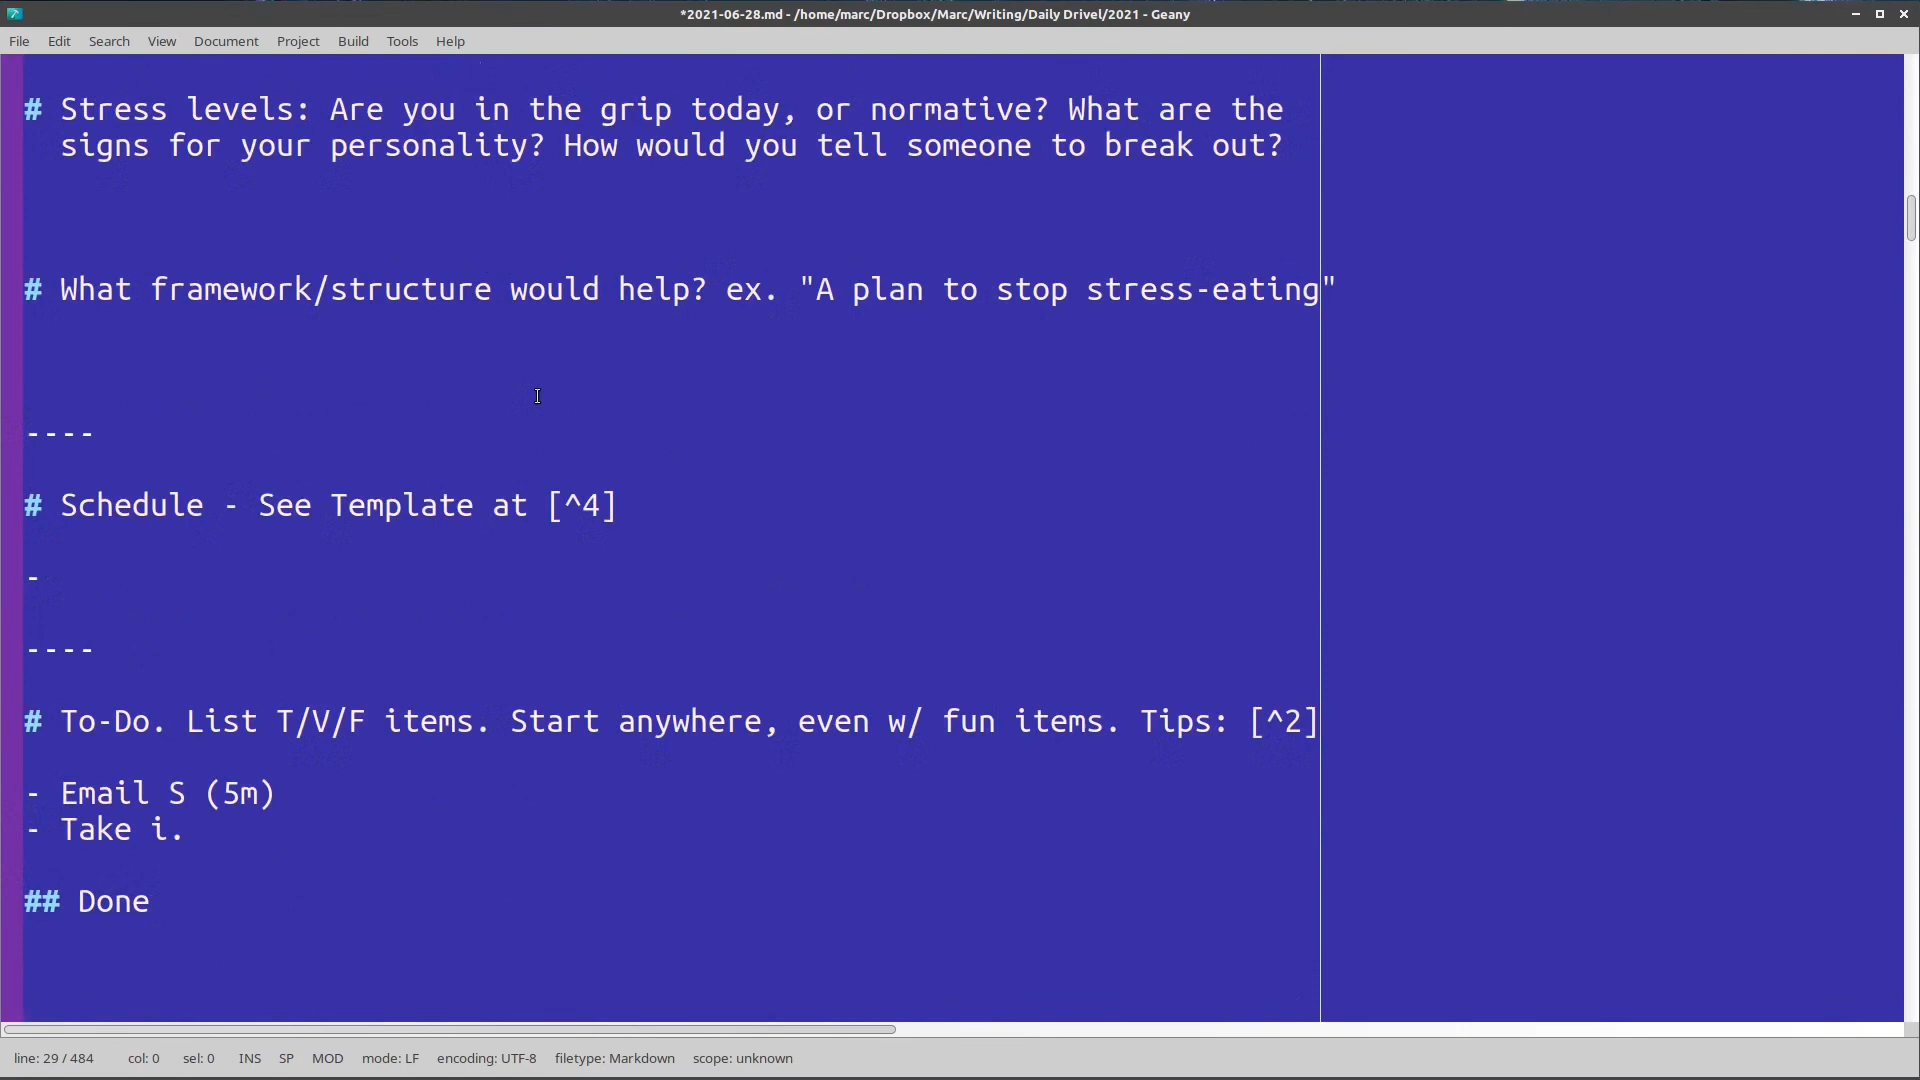 *2021-06-28.md - /home/marc/Dropbox/Marc/Writing/Daily Drivel/2021 - Geany
File Edit Search View Document Project Build Tools Help
# Stress levels: Are you in the grip today, or normative? What are the
signs for your personality? How would you tell someone to break out?
# What framework/structure would help? ex. "A plan to stop stress-eating"
----
# Schedule - See Template at [^4]
-
----
# To-Do. List T/V/F items. Start anywhere, even w/ fun items. Tips: [^2]
- Email S (5m)
- Take i.
## Done
line: 29 / 484 col: 0 sel: 0 INS SP MOD mode: LF encoding: UTF-8 filetype: Markdown scope: unknown